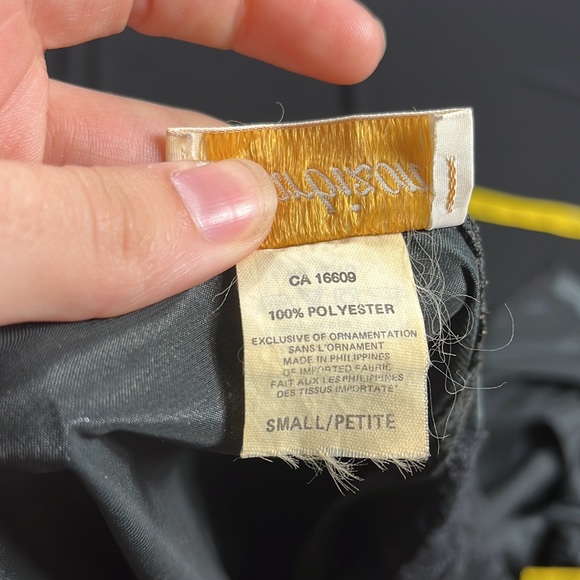 CA 16609
100% POLYESTER
EXCLUSIVE OF ORNAMENTATION
SANS L'ORNAMENT
MADE IN PHILIPPINES
OF IMPORTED FABRIC
FAIT AUX LES PHILIPPINES
DES TISSUS IMPORTATE
SMALL/PETITE